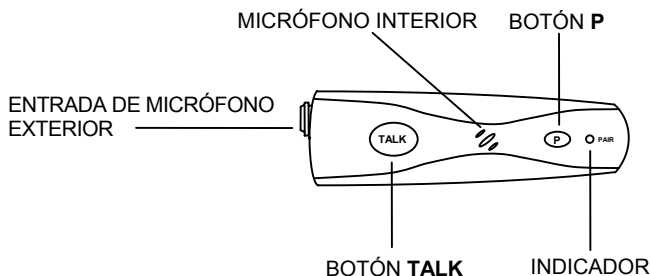 MICRÓFONO INTERIOR
BOTÓN P
ENTRADA DE MICRÓFONO
EXTERIOR
TALK
P
PAIR
BOTÓN TALK
INDICADOR